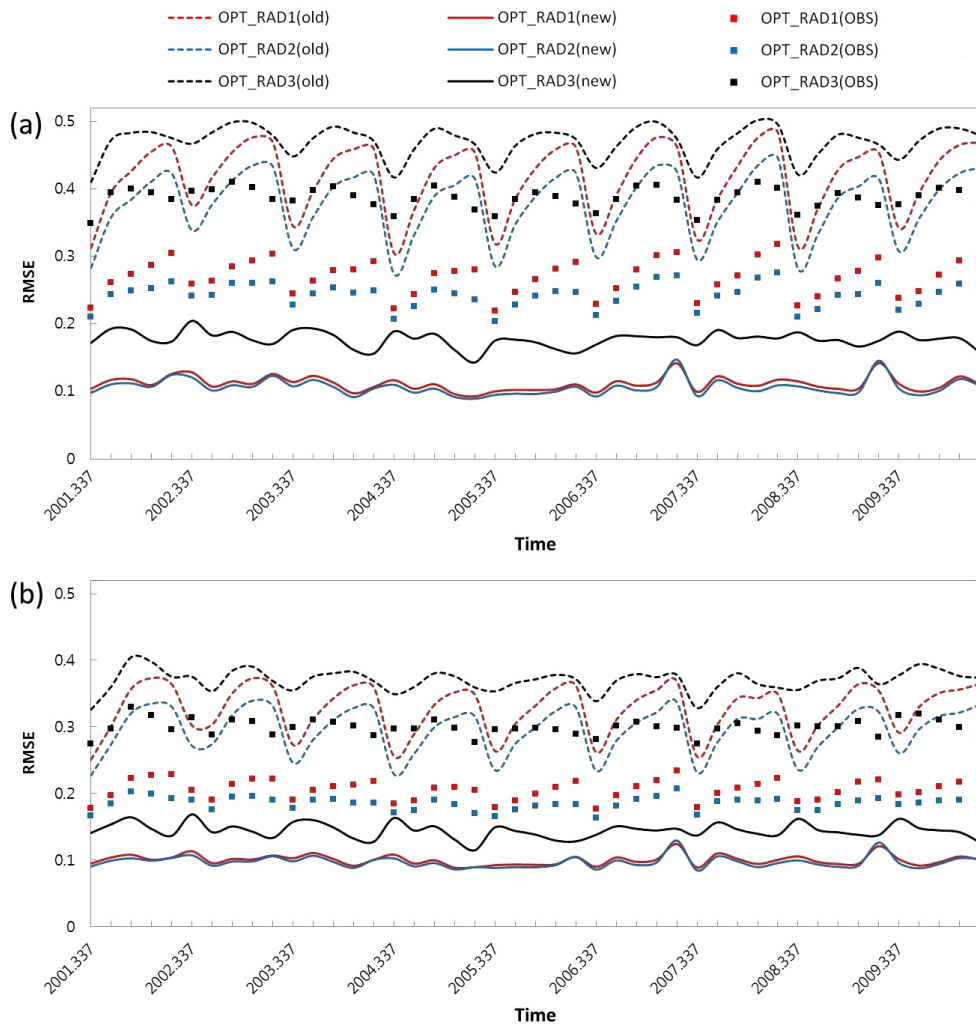 OPT_RAD1(old) OPT_RAD1(new) OPT_RAD1(OBS)
OPT_RAD2(old) OPT_RAD2(new) OPT_RAD2(OBS)
OPT_RAD3(old) OPT_RAD3(new) OPT_RAD3(OBS)
(a)
0.5
0.4
0.3
RMSE
0.2
0.1
0
2001.337 2002.337 2003.337 2004.337 2005.337 2006.337 2007.337 2008.337 2009.337
Time
(b)
0.5
0.4
0.3
RMSE
0.2
0.1
0
2001.337 2002.337 2003.337 2004.337 2005.337 2006.337 2007.337 2008.337 2009.337
Time